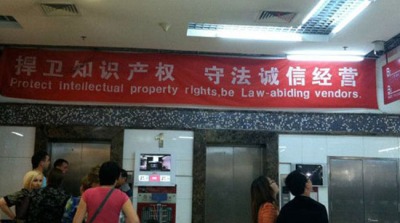 捍卫知识产权 守法诚信经营
Protect intellectual property rights,be Law-abiding vendors.